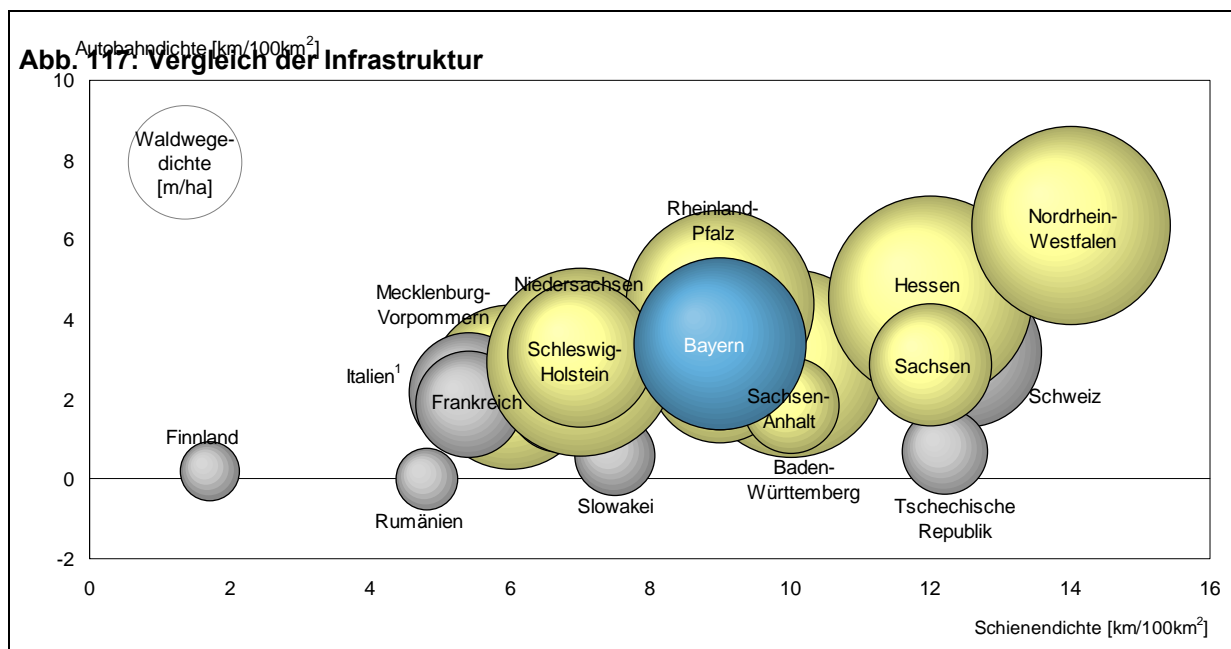 Autobahndichte [km/100km²]
Abb. 117: Vergleich der Infrastruktur
10
8
6
4
2
0
-2
Waldwege-
dichte
[m/ha]
Rheinland-
Pfalz
Nordrhein-
Westfalen
Mecklenburg-
Vorpommern
Niedersachsen
Hessen
Bayern
Schleswig-
Holstein
Italien¹
Frankreich
Sachsen-
Anhalt
Sachsen
Schweiz
Finnland
Rumänien
Slowakei
Baden-
Württemberg
Tschechische
Republik
0 2 4 6 8 10 12 14 16
Schienendichte [km/100km²]